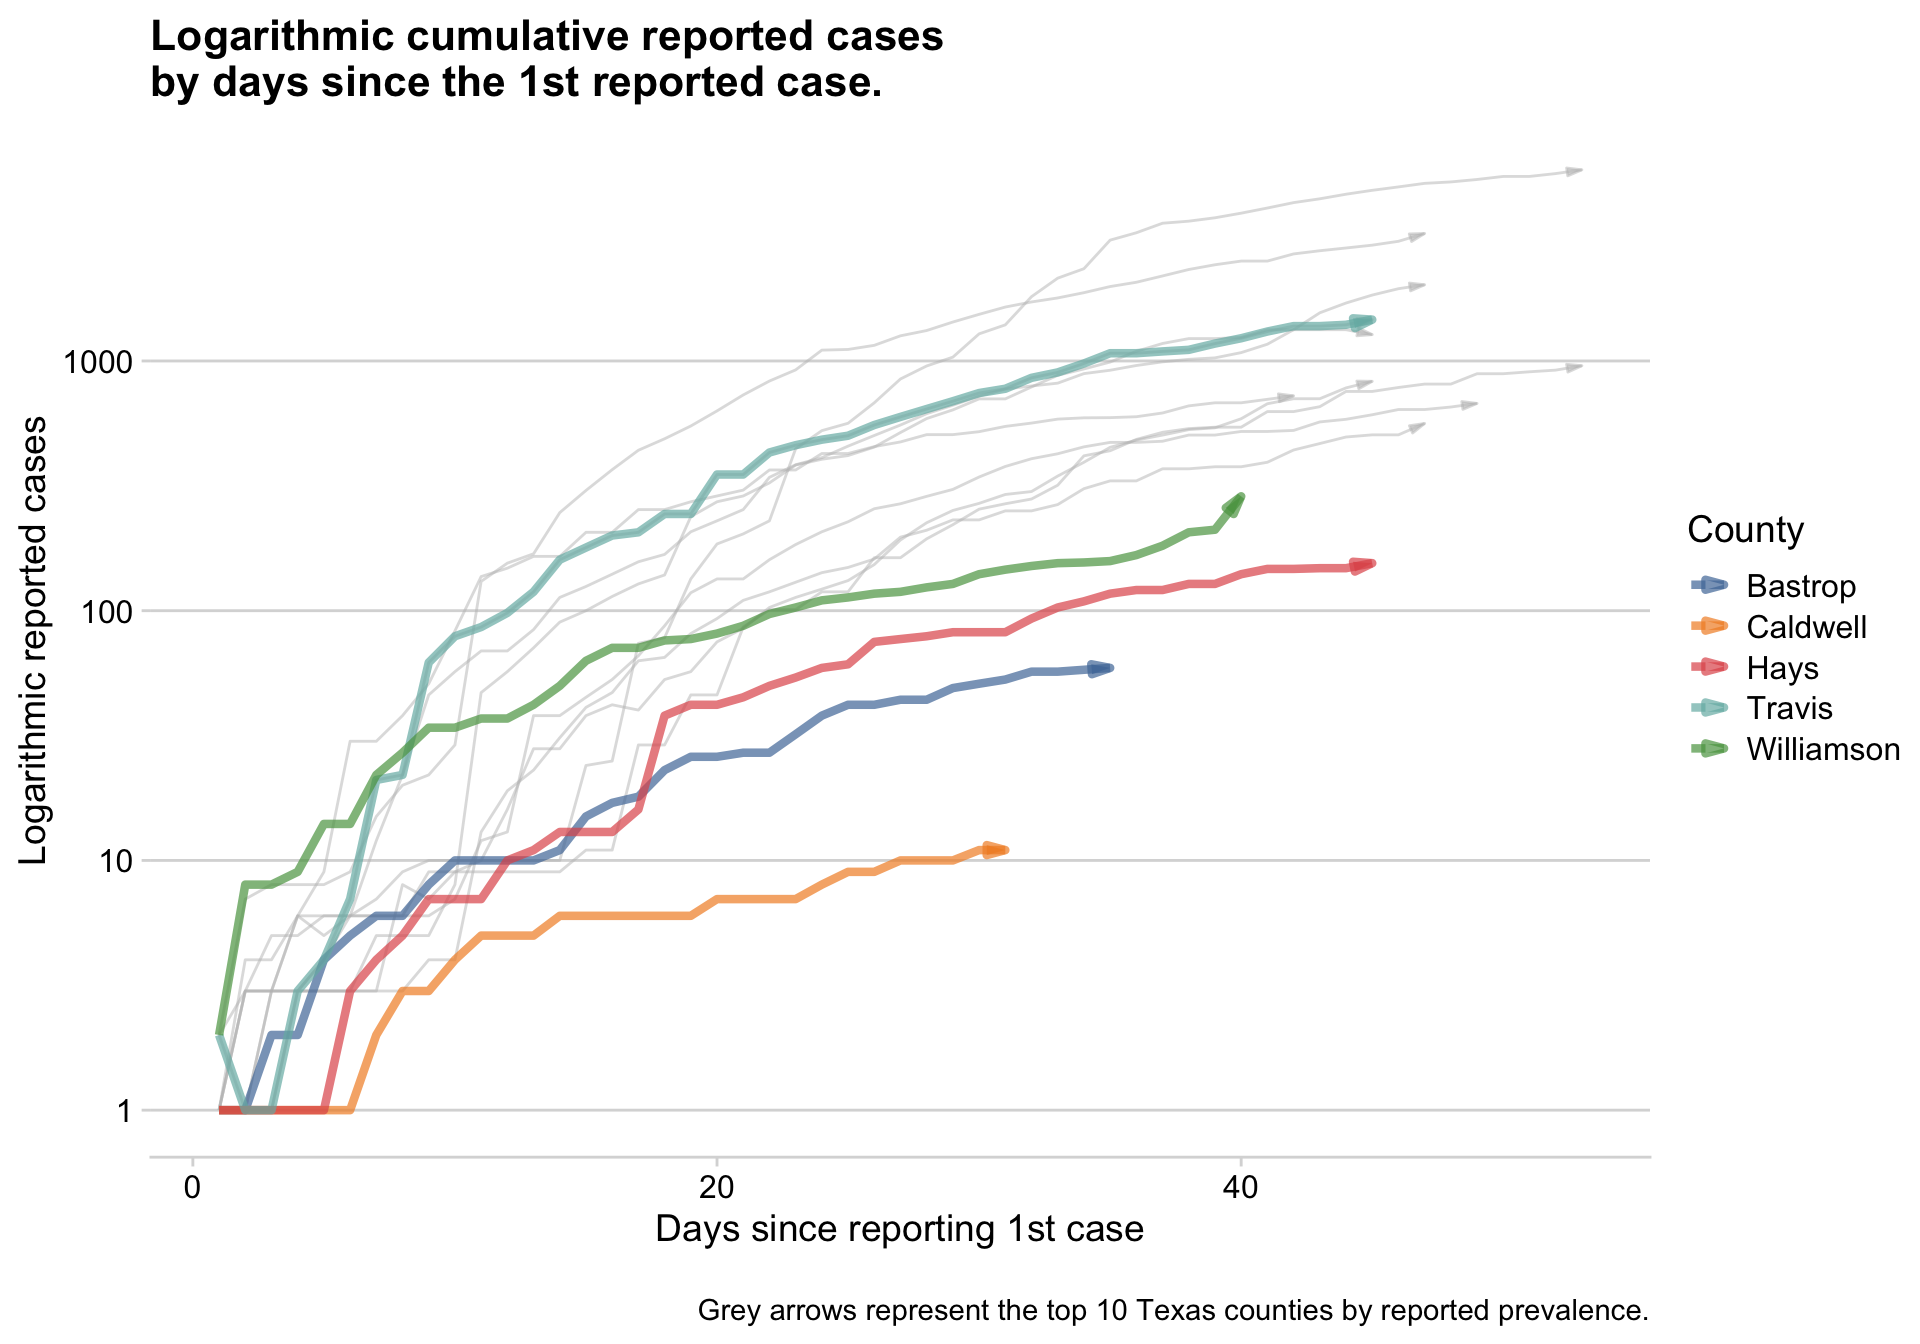 Logarithmic cumulative reported cases
by days since the 1st reported case.
Logarithmic reported cases
1000
100
10
1
0
20
40
Days since reporting 1st case
County
Bastrop
Caldwell
Hays
Travis
Williamson
Grey arrows represent the top 10 Texas counties by reported prevalence.